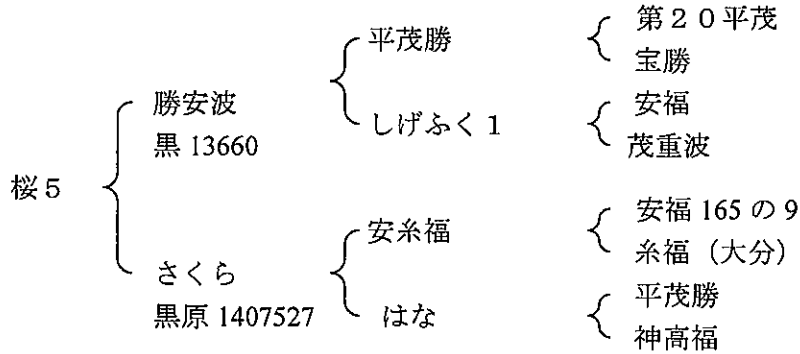 第２０平茂
平茂勝
宝勝
勝安波
安福
しげふく１
黒 13660
茂重波
桜５
安福 165 の 9
安糸福
糸福（大分）
さくら
平茂勝
黒原 1407527
はな
神高福